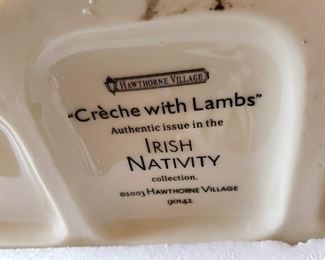 HAWTHORNE VILLAGE
"Crèche with Lambs"
Authentic issue in the
IRISH
NATIVITY
collection.
©2003 HAWTHORNE VILLAGE
90142